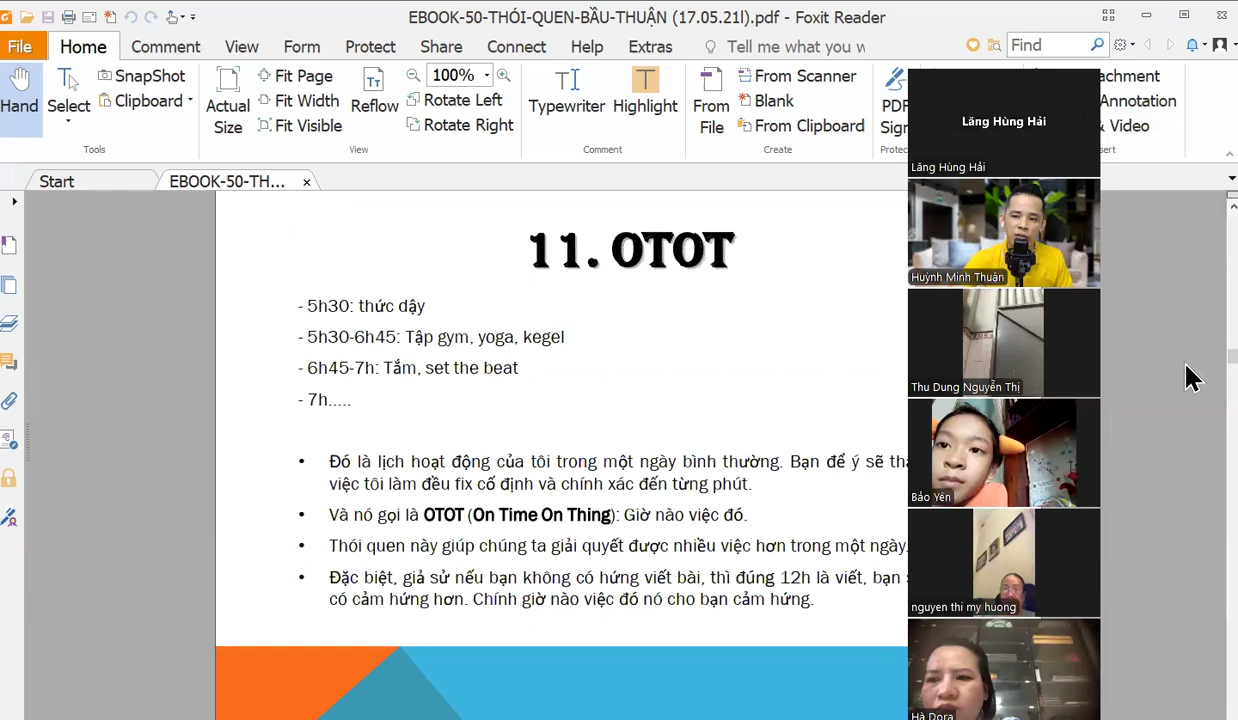 EBOOK-50-THÓI-QUEN-BẦU-THUẬN (17.05.21l).pdf - Foxit Reader
File Home Comment View Form Protect Share Connect Help Extras Tell me what you w Find
Hand
Select
SnapShot
Clipboard
Tools
Actual Size
Fit Page
Fit Width
Fit Visible
Reflow
100%
Rotate Left
Rotate Right
View
Typewriter
Highlight
Comment
From File
From Scanner
Blank
From Clipboard
Create
PDF
Sign
Protec
tachment
Annotation
& Video
sert
Start EBOOK-50-TH...
11. OTOT
- 5h30: thức dậy
- 5h30-6h45: Tập gym, yoga, kegel
- 6h45-7h: Tắm, set the beat
- 7h.....
• Đó là lịch hoạt động của tôi trong một ngày bình thường. Bạn để ý sẽ th
việc tôi làm đều fix cố định và chính xác đến từng phút.
• Và nó gọi là OTOT (On Time On Thing): Giờ nào việc đó.
• Thói quen này giúp chúng ta giải quyết được nhiều việc hơn trong một ngày.
• Đặc biệt, giả sử nếu bạn không có hứng viết bài, thì đúng 12h là viết, bạn s
có cảm hứng hơn. Chính giờ nào việc đó nó cho bạn cảm hứng.
Lăng Hùng Hải
Lăng Hùng Hải
Huỳnh Minh Thuận
Thu Dung Nguyễn Thị
Bảo Yến
nguyen thi my huong
Hà Dora